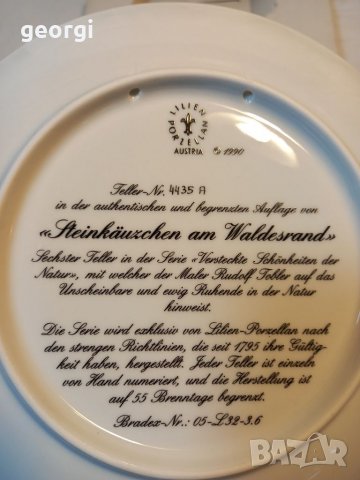 georgi
LILIEN
PORZELLAN
AUSTRIA © 1990
Teller-Nr. 4435 A
in der authentischen und begrenzten Auflage von
«Steinkäuzchen am Waldesrand»
Sechster Teller in der Serie «Versteckte Schönheiten der
Natur», mit welcher der Maler Rudolf Tobler auf das
Unscheinbare und ewig Ruhende in der Natur
hinweist.
Die Serie wird exklusiv von Lilien-Porzellan nach
den strengen Richtlinien, die seit 1795 ihre Gültig-
keit haben, hergestellt. Jeder Teller ist einzeln
von Hand numeriert, und die Herstellung ist
auf 55 Brenntage begrenzt.
Bradex-Nr.: 05-L32-3.6
BAZAR